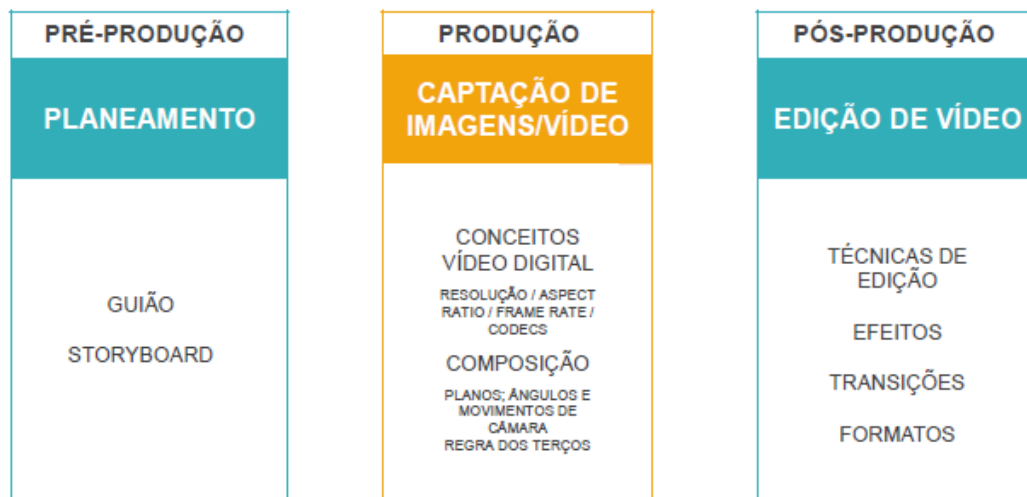 PRÉ-PRODUÇÃO
PLANEAMENTO
GUIÃO
STORYBOARD
PRODUÇÃO
CAPTAÇÃO DE
IMAGENS/VÍDEO
CONCEITOS
VÍDEO DIGITAL
RESOLUÇÃO / ASPECT
RATIO / FRAME RATE /
CODECS
COMPOSIÇÃO
PLANOS; ÂNGULOS E
MOVIMENTOS DE
CÂMARA
REGRA DOS TERÇOS
PÓS-PRODUÇÃO
EDIÇÃO DE VÍDEO
TÉCNICAS DE
EDIÇÃO
EFEITOS
TRANSIÇÕES
FORMATOS